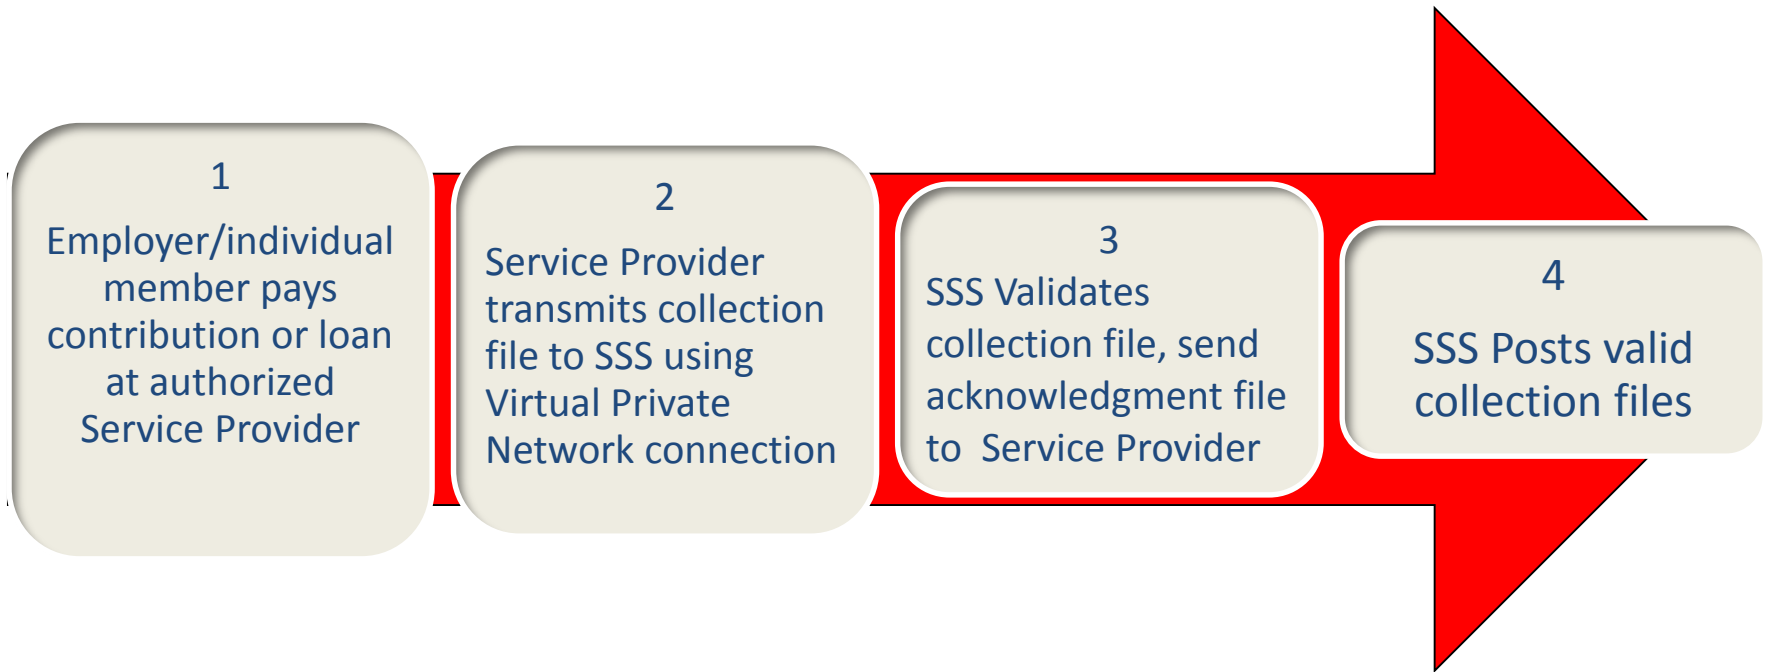 1
Employer/individual
member pays
contribution or loan
at authorized
Service Provider
2
Service Provider
transmits collection
file to SSS using
Virtual Private
Network connection
3
SSS Validates
collection file, send
acknowledgment file
to  Service Provider
4
SSS Posts valid
collection files